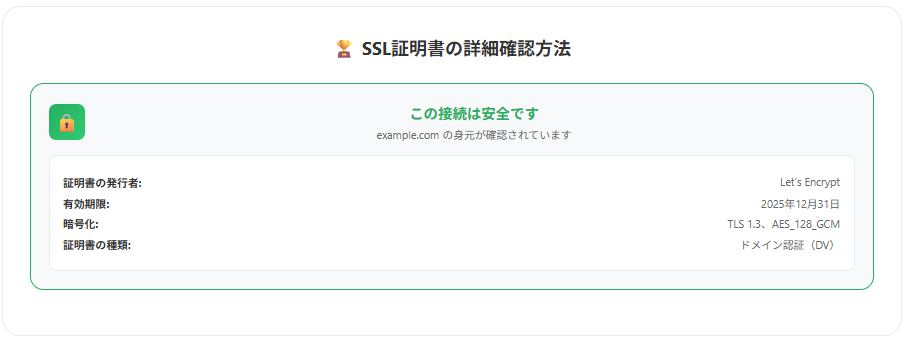 🏆 SSL証明書の詳細確認方法
この接続は安全です
example.com の身元が確認されています
証明書の発行者: Let's Encrypt
有効期限: 2025年12月31日
暗号化: TLS 1.3、AES_128_GCM
証明書の種類: ドメイン認証（DV）